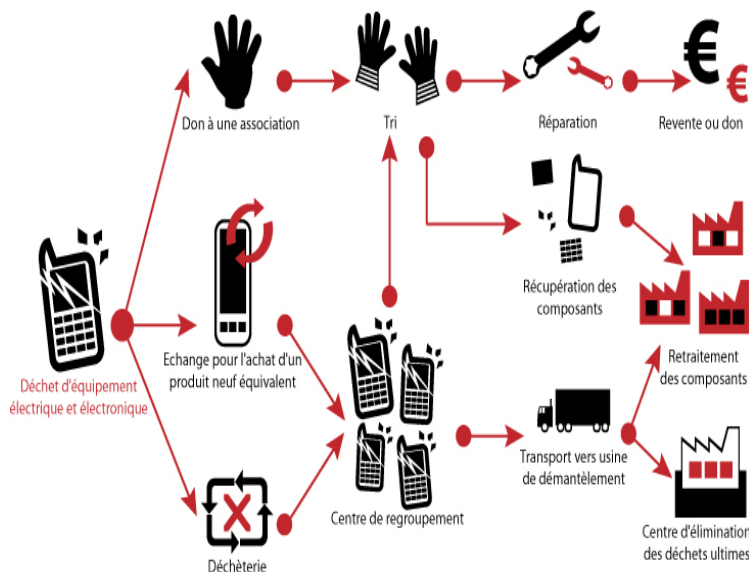 Don à une association
Tri
Réparation
Revente ou don
Déchet d'équipement
électrique et électronique
Echange pour l'achat d'un
produit neuf équivalent
Récupération des
composants
Retraitement
des composants
Centre de regroupement
Transport vers usine
de démantèlement
Déchèterie
Centre d'élimination
des déchets ultimes